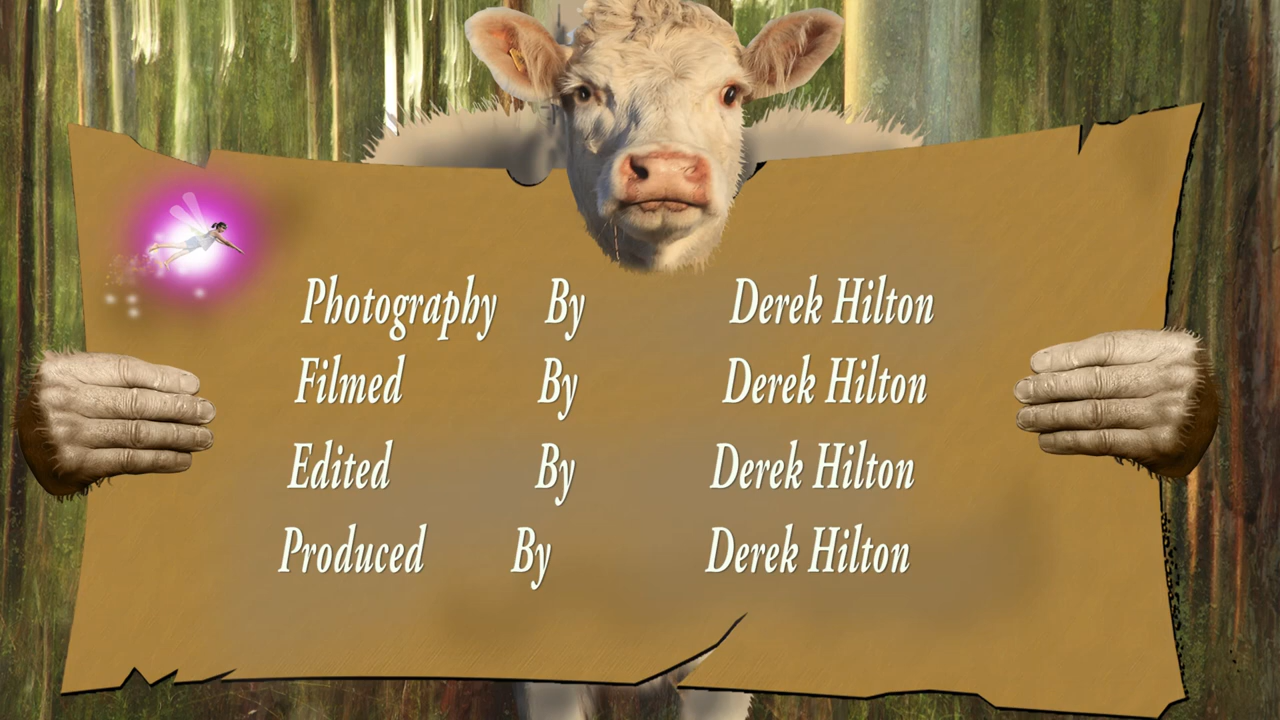 Photography By Derek Hilton
Filmed By Derek Hilton
Edited By Derek Hilton
Produced By Derek Hilton